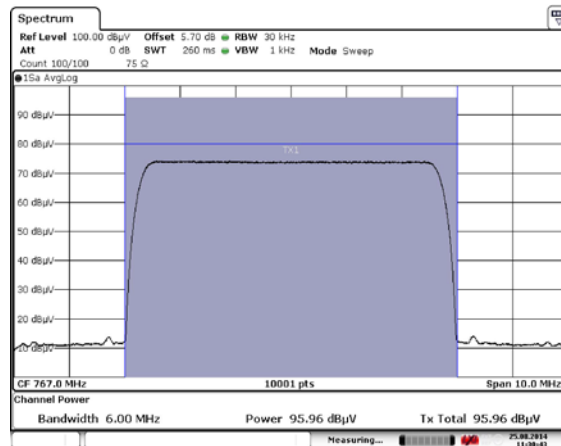 Spectrum
Ref Level 100.00 dBµV Offset 5.70 dB RBW 30 kHz
Att 0 dB SWT 260 ms VBW 1 kHz Mode Sweep
Count 100/100 75 Ω
1Sa AvgLog
90 dBµV
80 dBµV
TX1
70 dBµV
60 dBµV
50 dBµV
40 dBµV
30 dBµV
20 dBµV
10 dBµV
CF 767.0 MHz 10001 pts Span 10.0 MHz
Channel Power
Bandwidth 6.00 MHz Power 95.96 dBµV Tx Total 95.96 dBµV
Measuring... 25.08.2014
11:30:43